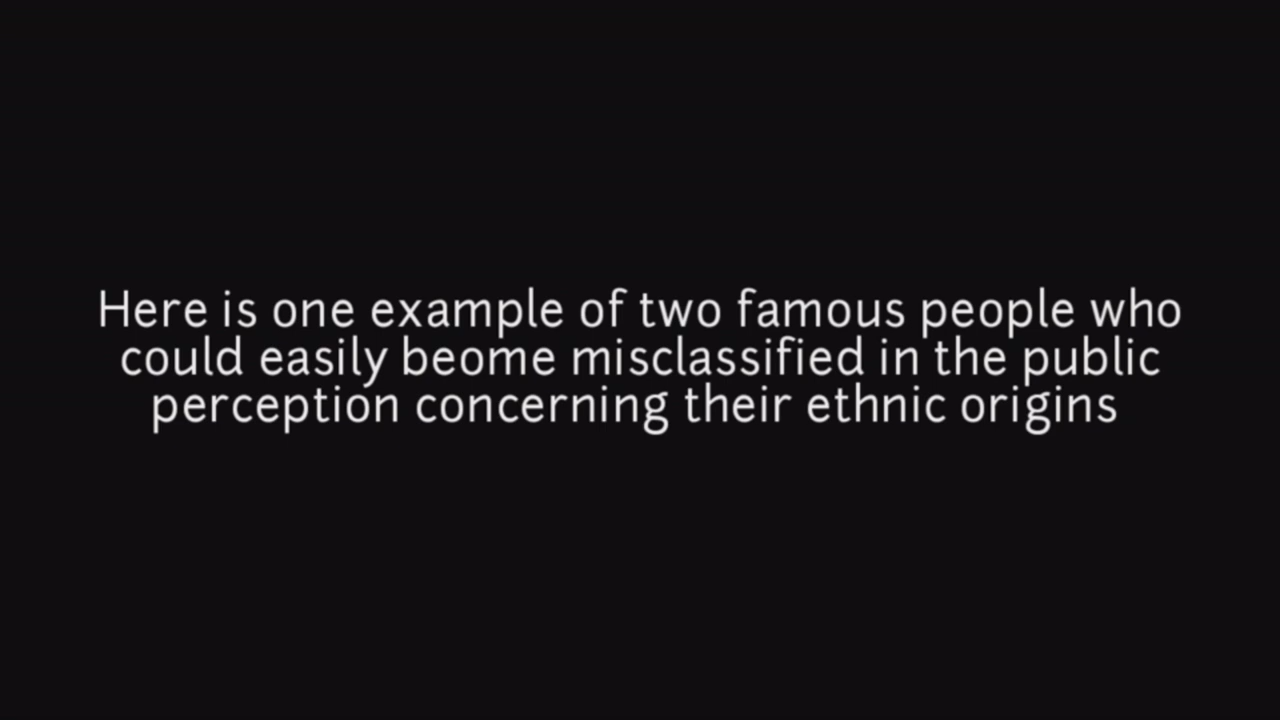 Here is one example of two famous people who
could easily beome misclassified in the public
perception concerning their ethnic origins